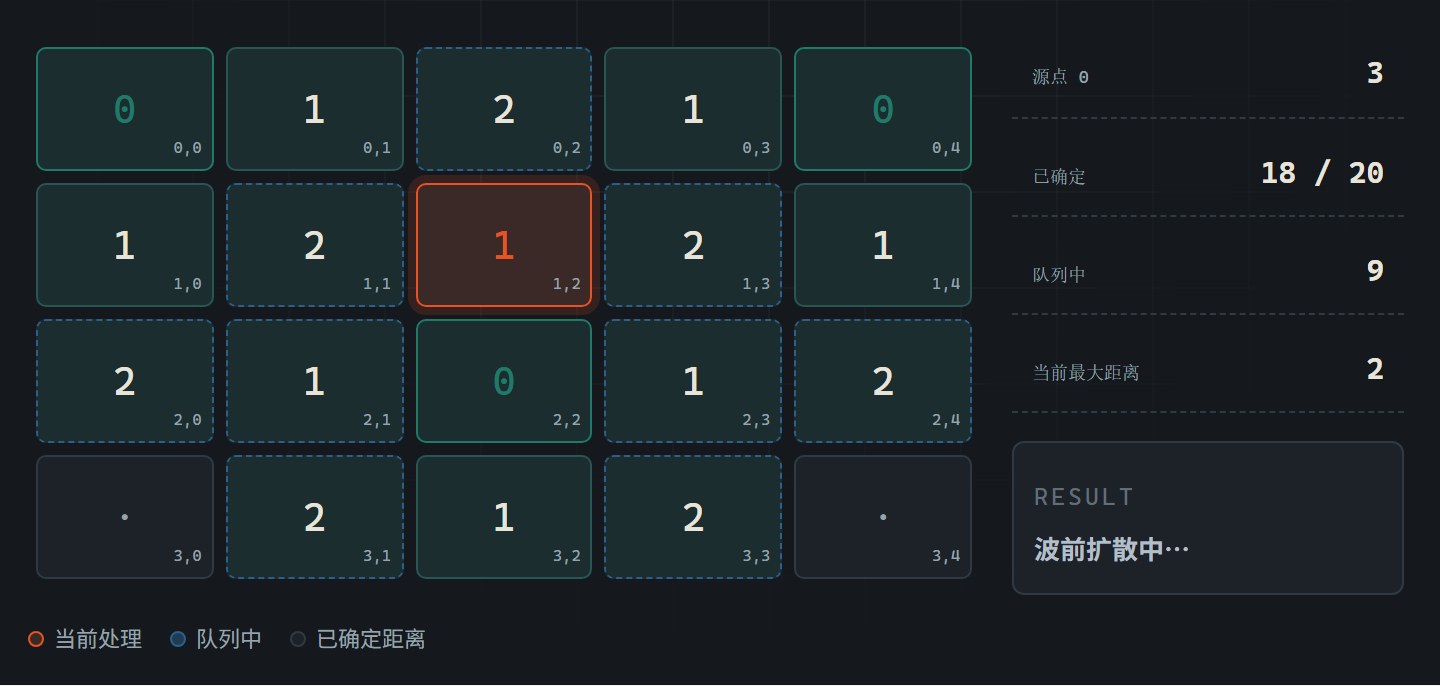 0 1 2 1 0
0,0 0,1 0,2 0,3 0,4
1 2 1 2 1
1,0 1,1 1,2 1,3 1,4
2 1 0 1 2
2,0 2,1 2,2 2,3 2,4
· 2 1 2 ·
3,0 3,1 3,2 3,3 3,4
当前处理 队列中 已确定距离
源点 0 3
已确定 18 / 20
队列中 9
当前最大距离 2
RESULT
波前扩散中…